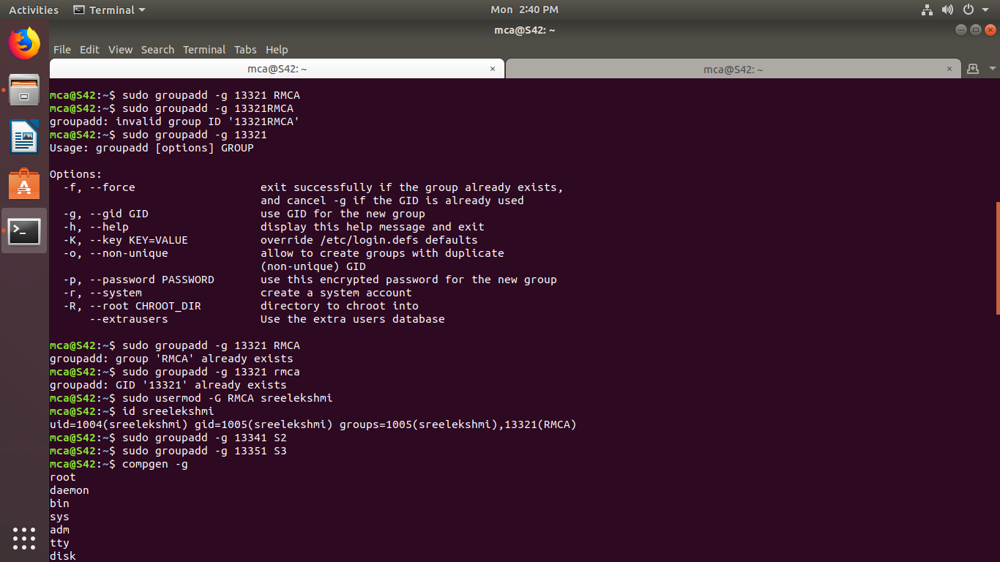 Activities Terminal Mon 2:40 PM
mca@S42: ~
File Edit View Search Terminal Tabs Help
mca@S42: ~ × mca@S42: ~ ×
mca@S42:~$ sudo groupadd -g 13321 RMCA
mca@S42:~$ sudo groupadd -g 13321RMCA
groupadd: invalid group ID '13321RMCA'
mca@S42:~$ sudo groupadd -g 13321
Usage: groupadd [options] GROUP
Options:
-f, --force exit successfully if the group already exists,
and cancel -g if the GID is already used
-g, --gid GID use GID for the new group
-h, --help display this help message and exit
-K, --key KEY=VALUE override /etc/login.defs defaults
-o, --non-unique allow to create groups with duplicate
(non-unique) GID
-p, --password PASSWORD use this encrypted password for the new group
-r, --system create a system account
-R, --root CHROOT_DIR directory to chroot into
--extrausers Use the extra users database
mca@S42:~$ sudo groupadd -g 13321 RMCA
groupadd: group 'RMCA' already exists
mca@S42:~$ sudo groupadd -g 13321 rmca
groupadd: GID '13321' already exists
mca@S42:~$ sudo usermod -G RMCA sreelekshmi
mca@S42:~$ id sreelekshmi
uid=1004(sreelekshmi) gid=1005(sreelekshmi) groups=1005(sreelekshmi),13321(RMCA)
mca@S42:~$ sudo groupadd -g 13341 S2
mca@S42:~$ sudo groupadd -g 13351 S3
mca@S42:~$ compgen -g
root
daemon
bin
sys
adm
tty
disk